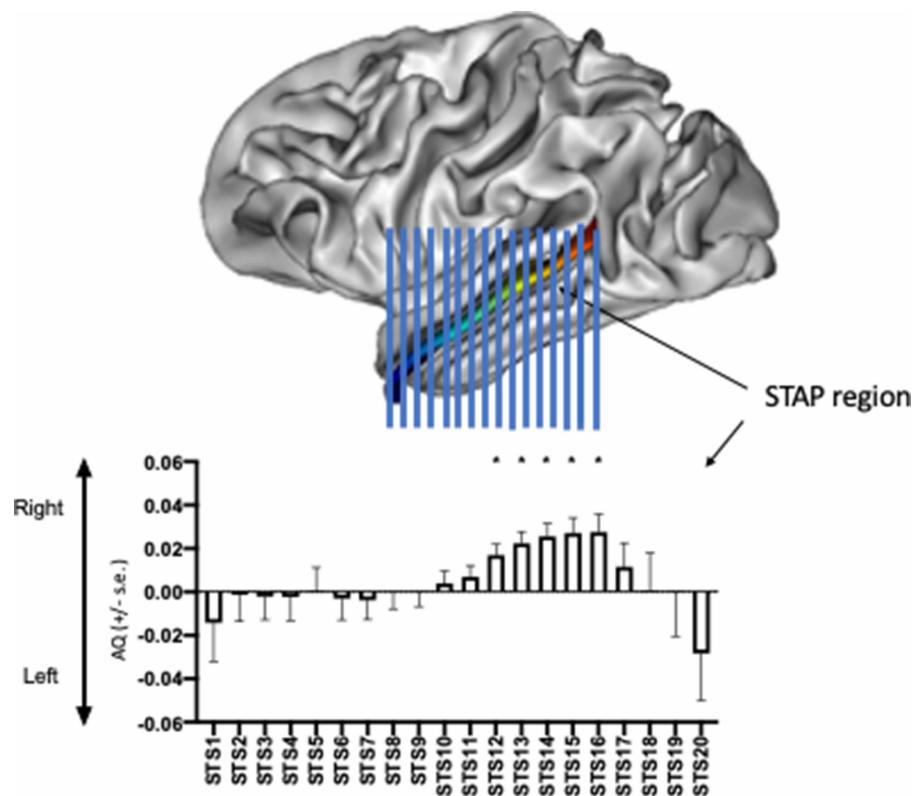 STAP region
* * * * *
Right
Left
AQ (+/- s.e.)
0.06
0.04
0.02
0.00
-0.02
-0.04
-0.06
STS1
STS2
STS3
STS4
STS5
STS6
STS7
STS8
STS9
STS10
STS11
STS12
STS13
STS14
STS15
STS16
STS17
STS18
STS19
STS20